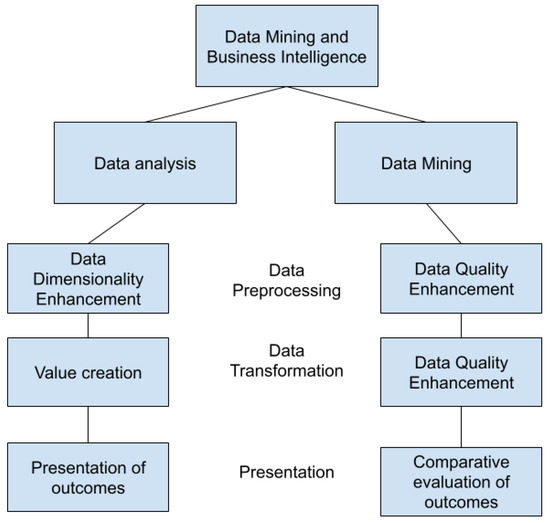 Data Mining and
Business Intelligence
Data analysis
Data Mining
Data
Dimensionality
Enhancement
Data
Preprocessing
Data Quality
Enhancement
Value creation
Data
Transformation
Data Quality
Enhancement
Presentation of
outcomes
Presentation
Comparative
evaluation of
outcomes